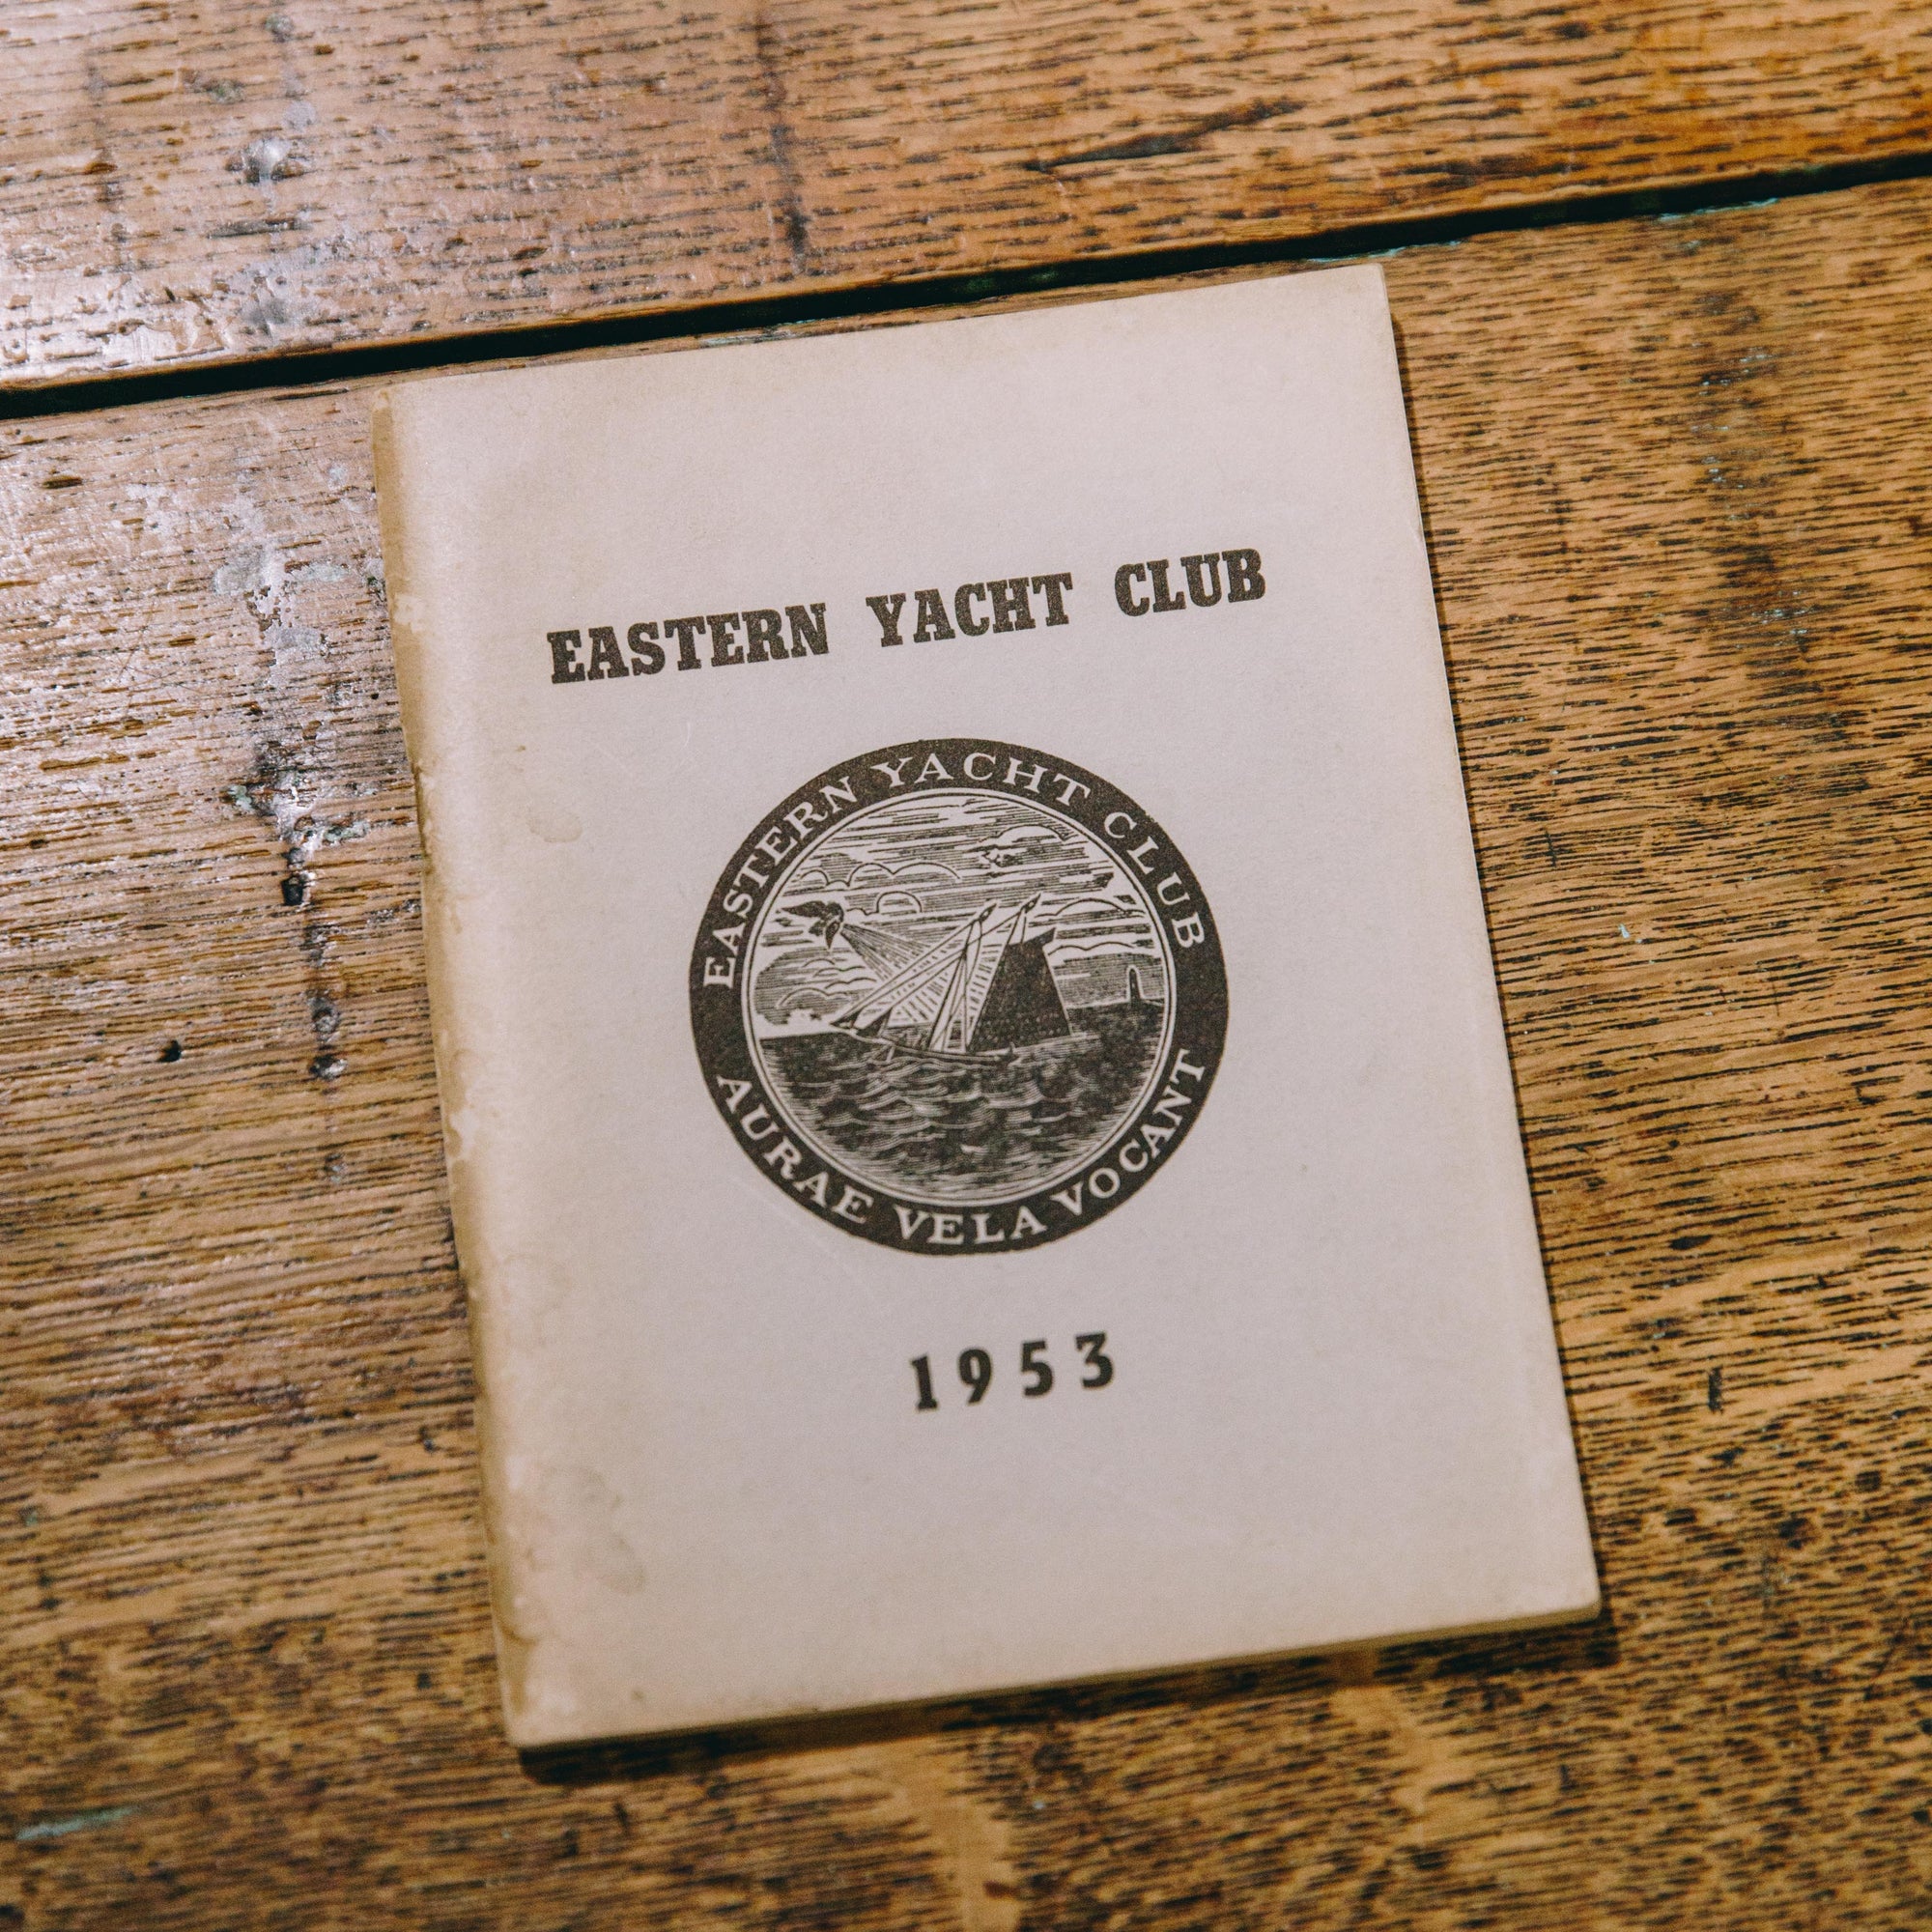 EASTERN YACHT CLUB
EASTERN YACHT CLUB
AURAE VELA VOCANT
1953